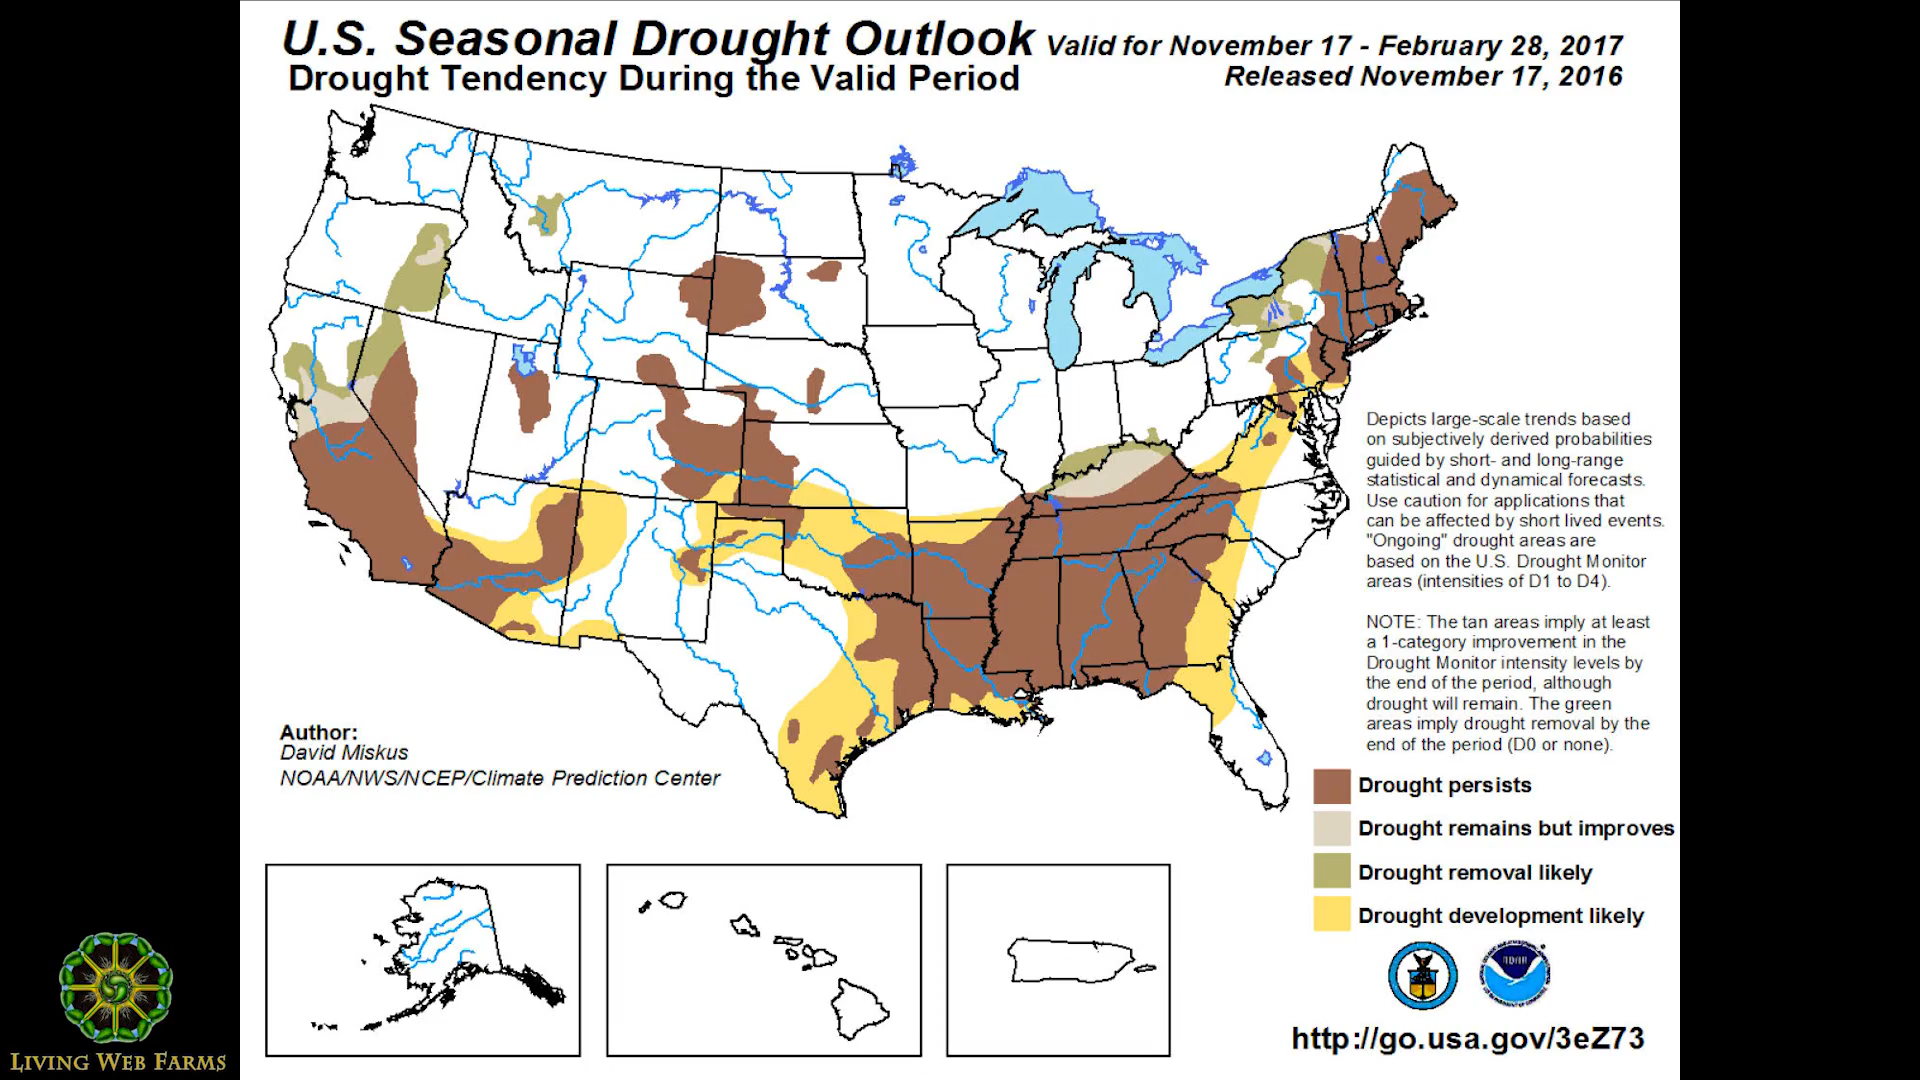 U.S. Seasonal Drought Outlook Valid for November 17 - February 28, 2017
Drought Tendency During the Valid Period Released November 17, 2016
Depicts large-scale trends based
on subjectively derived probabilities
guided by short- and long-range
statistical and dynamical forecasts.
Use caution for applications that
can be affected by short lived events.
"Ongoing" drought areas are
based on the U.S. Drought Monitor
areas (intensities of D1 to D4).
NOTE: The tan areas imply at least
a 1-category improvement in the
Drought Monitor intensity levels by
the end of the period, although
drought will remain. The green
areas imply drought removal by the
end of the period (D0 or none).
Author:
David Miskus
NOAA/NWS/NCEP/Climate Prediction Center
Drought persists
Drought remains but improves
Drought removal likely
Drought development likely
NOAA
http://go.usa.gov/3eZ73
LIVING WEB FARMS